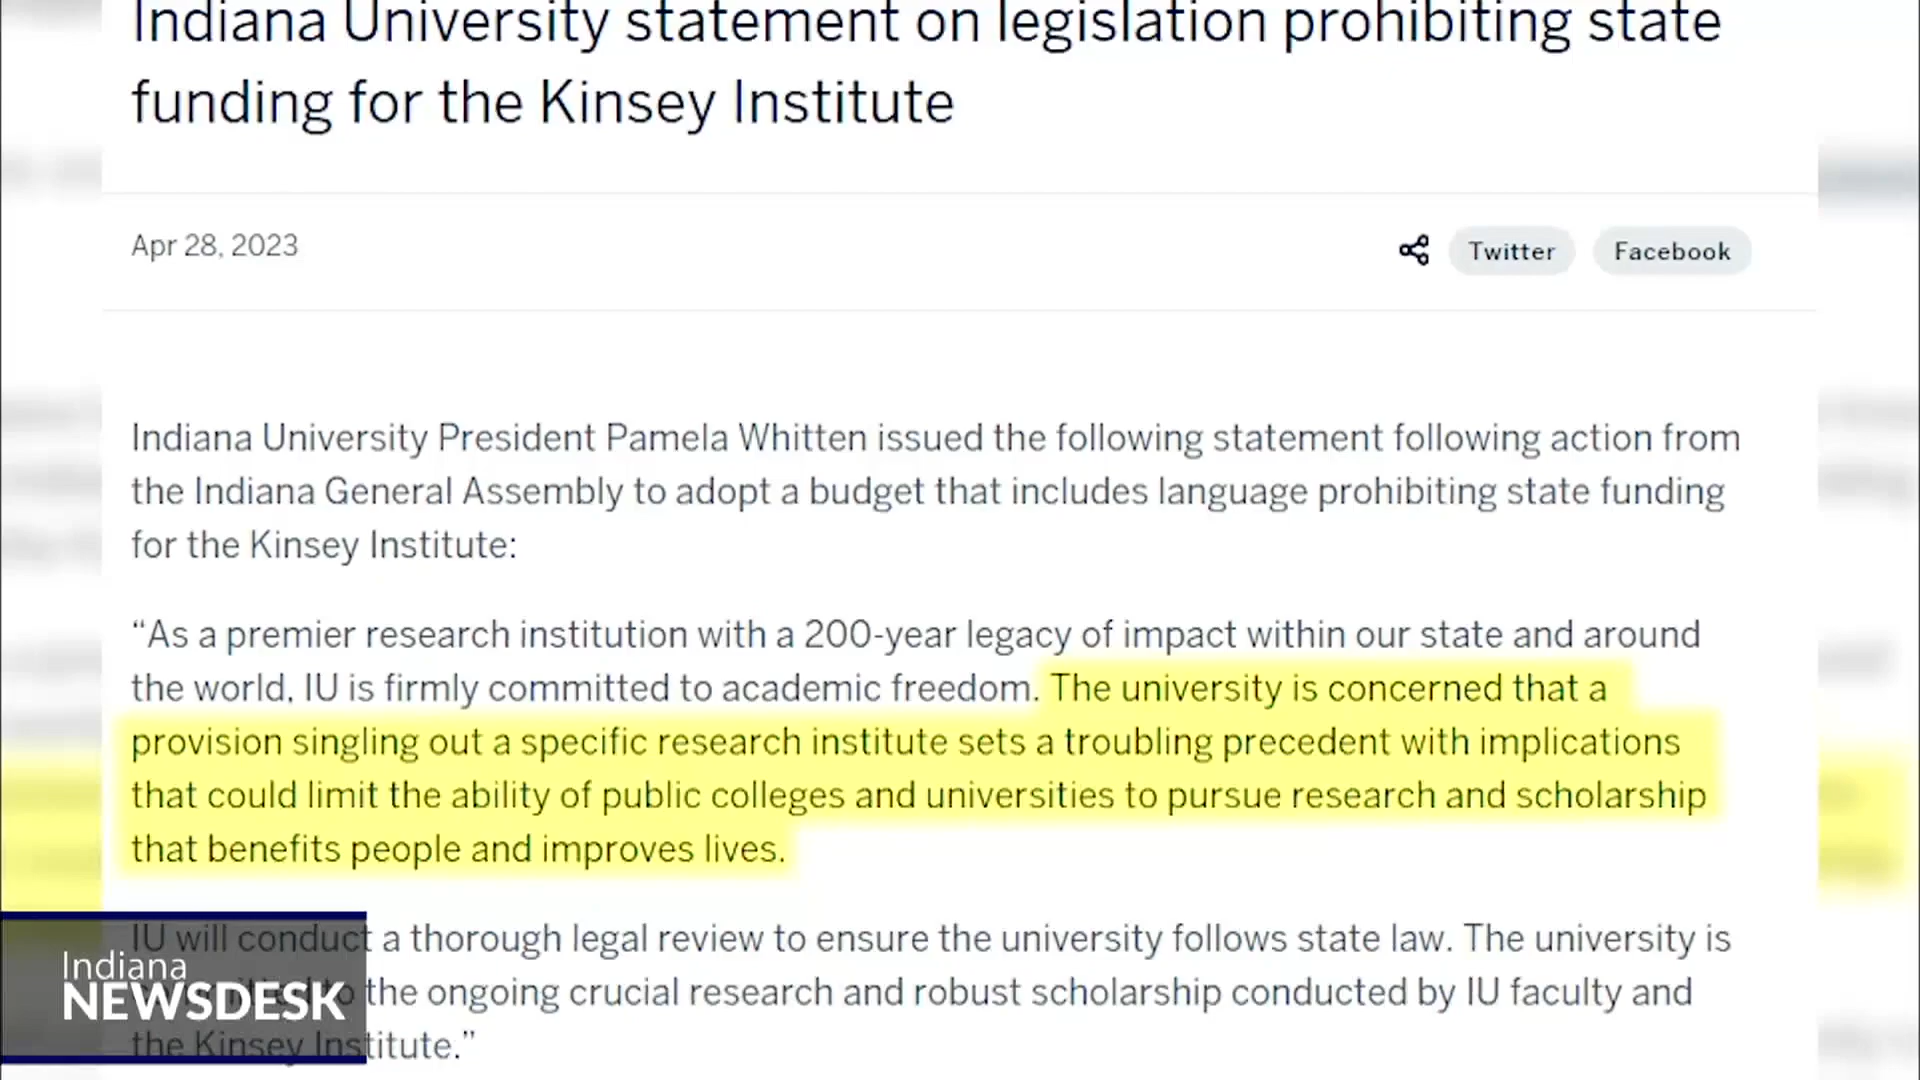 Indiana University statement on legislation prohibiting state
funding for the Kinsey Institute
Apr 28, 2023
Twitter
Facebook
Indiana University President Pamela Whitten issued the following statement following action from
the Indiana General Assembly to adopt a budget that includes language prohibiting state funding
for the Kinsey Institute:
“As a premier research institution with a 200-year legacy of impact within our state and around
the world, IU is firmly committed to academic freedom. The university is concerned that a
provision singling out a specific research institute sets a troubling precedent with implications
that could limit the ability of public colleges and universities to pursue research and scholarship
that benefits people and improves lives.
IU will conduct a thorough legal review to ensure the university follows state law. The university is
the ongoing crucial research and robust scholarship conducted by IU faculty and
the Kinsey Institute.”
Indiana
NEWSDESK